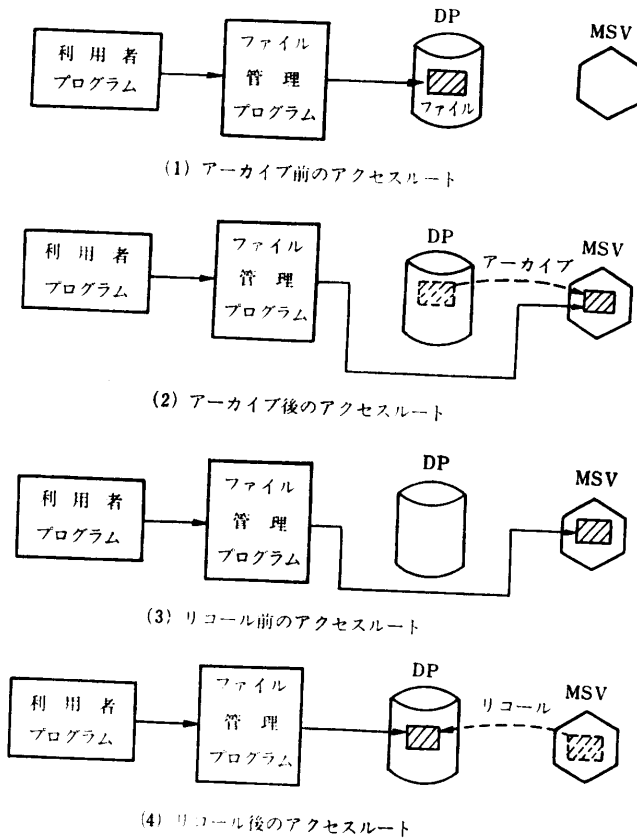 DP
MSV
利用者
プログラム
ファイル
管理
プログラム
ファイル
(1) アーカイブ前のアクセスルート
DP
MSV
利用者
プログラム
ファイル
管理
プログラム
アーカイブ
(2) アーカイブ後のアクセスルート
DP
MSV
利用者
プログラム
ファイル
管理
プログラム
(3) リコール前のアクセスルート
DP
MSV
利用者
プログラム
ファイル
管理
プログラム
リコール
(4) リコール後のアクセスルート